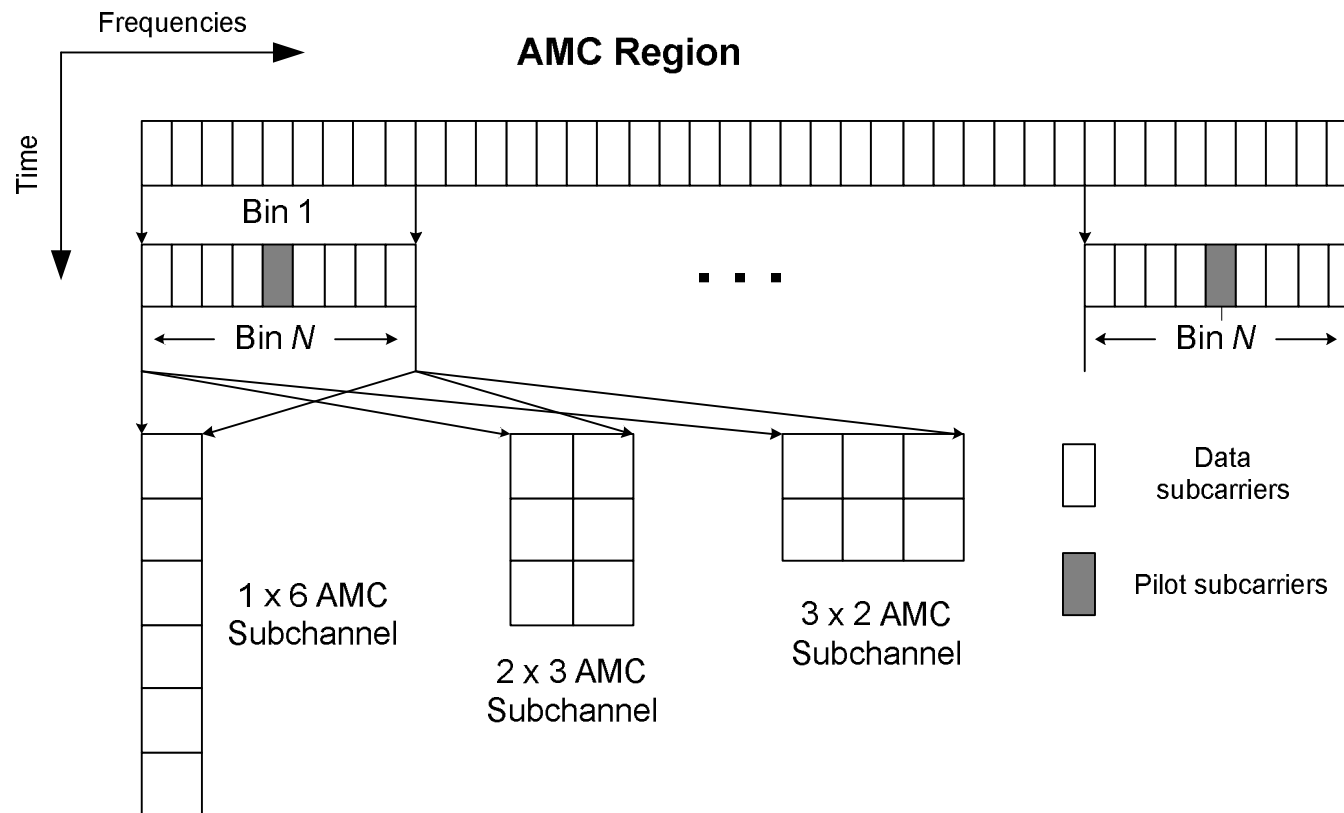 Frequencies
AMC Region
Time
Bin 1
Bin N
Bin N
Data
subcarriers
Pilot subcarriers
1 x 6 AMC
Subchannel
2 x 3 AMC
Subchannel
3 x 2 AMC
Subchannel